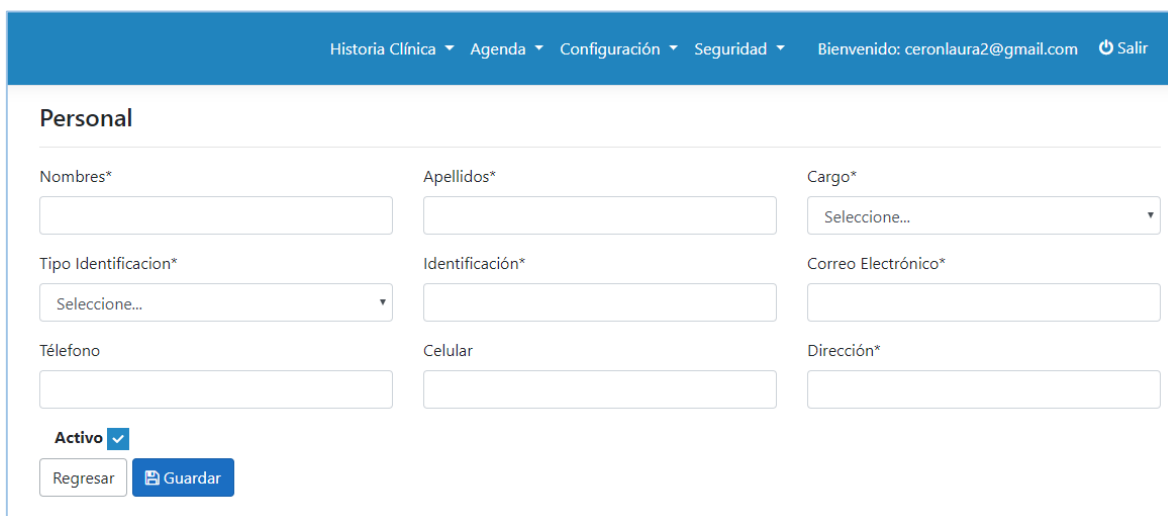 Historia Clínica Agenda Configuración Seguridad Bienvenido: ceronlaura2@gmail.com Salir
Personal
Nombres* Apellidos* Cargo*
Seleccione...
Tipo Identificacion* Identificación* Correo Electrónico*
Seleccione...
Télefono Celular Dirección*
Activo
Regresar Guardar